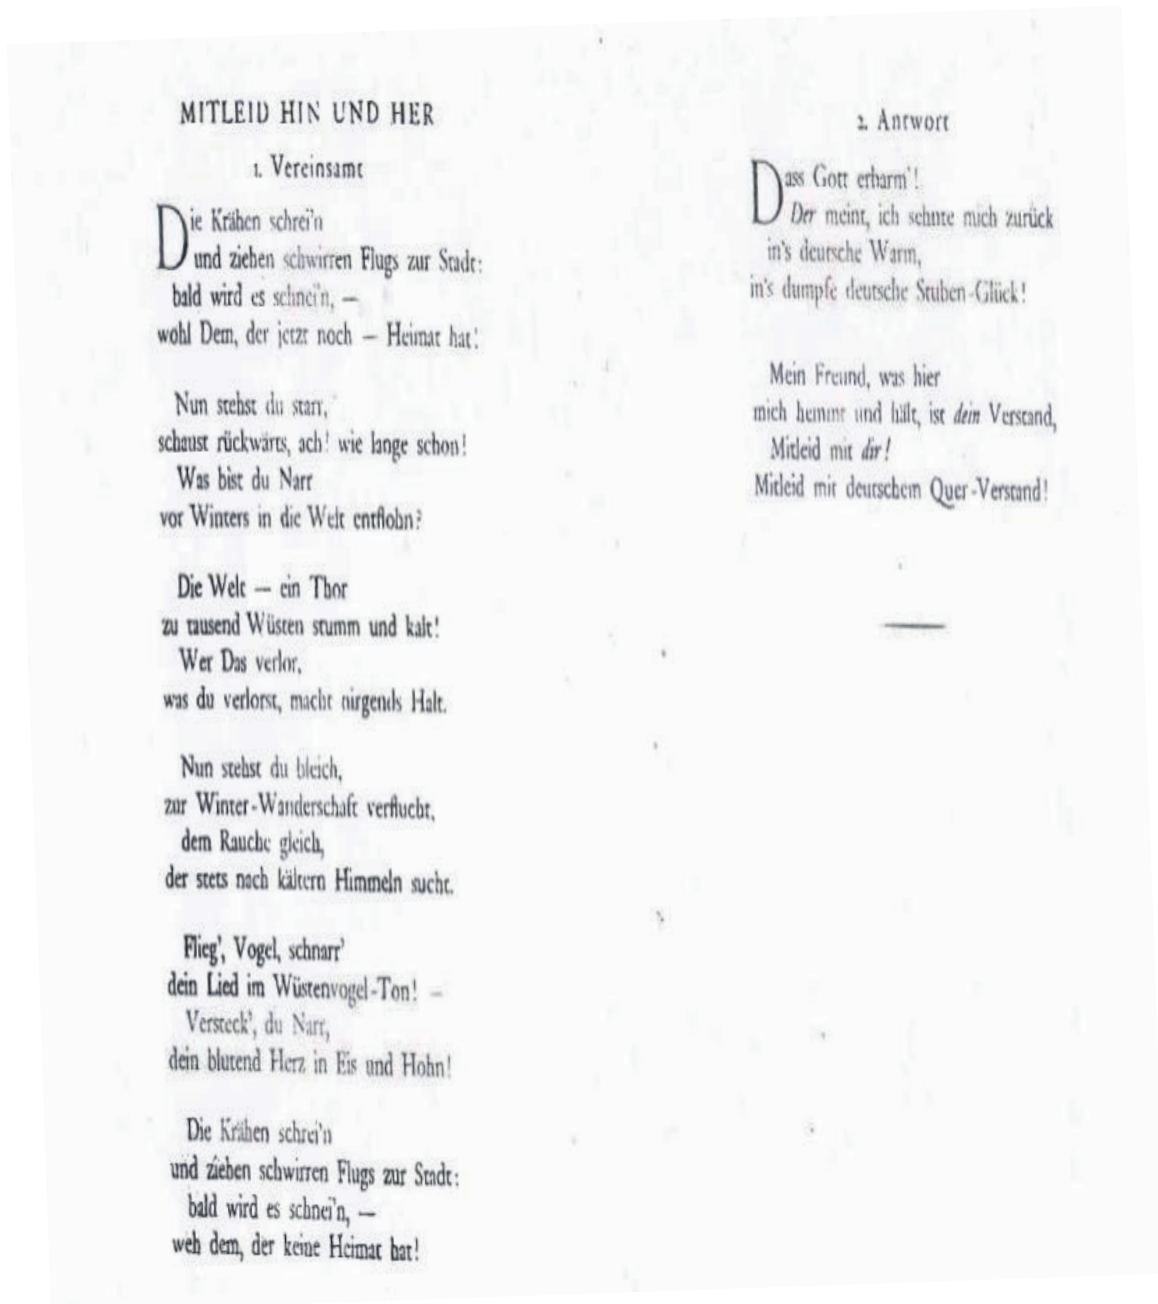 MITLEID HIN UND HER
1. Vereinsamt
Die Krähen schrei'n
und ziehen schwirren Flugs zur Stadt:
bald wird es schnei'n, —
wohl Dem, der jetzt noch — Heimat hat!
Nun stehst du starr,
schaust rückwärts, ach! wie lange schon!
Was bist du Narr
vor Winters in die Welt entflohn?
Die Welt — ein Thor
zu tausend Wüsten stumm und kalt!
Wer Das verlor,
was du verlorst, macht nirgends Halt.
Nun stehst du bleich,
zur Winter-Wanderschaft verflucht,
dem Rauche gleich,
der stets nach kältern Himmeln sucht.
Flieg', Vogel, schnarr'
dein Lied im Wüstenvogel-Ton! —
Versteck', du Narr,
dein blutend Herz in Eis und Hohn!
Die Krähen schrei'n
und ziehen schwirren Flugs zur Stadt:
bald wird es schnei'n, —
weh dem, der keine Heimat hat!
2. Antwort
Dass Gott erbarm'!
Der meint, ich sehnte mich zurück
in's deutsche Warm,
in's dumpfe deutsche Stuben-Glück!
Mein Freund, was hier
mich hemmt und hält, ist dein Verstand,
Mitleid mit dir!
Mitleid mit deutschem Quer-Verstand!